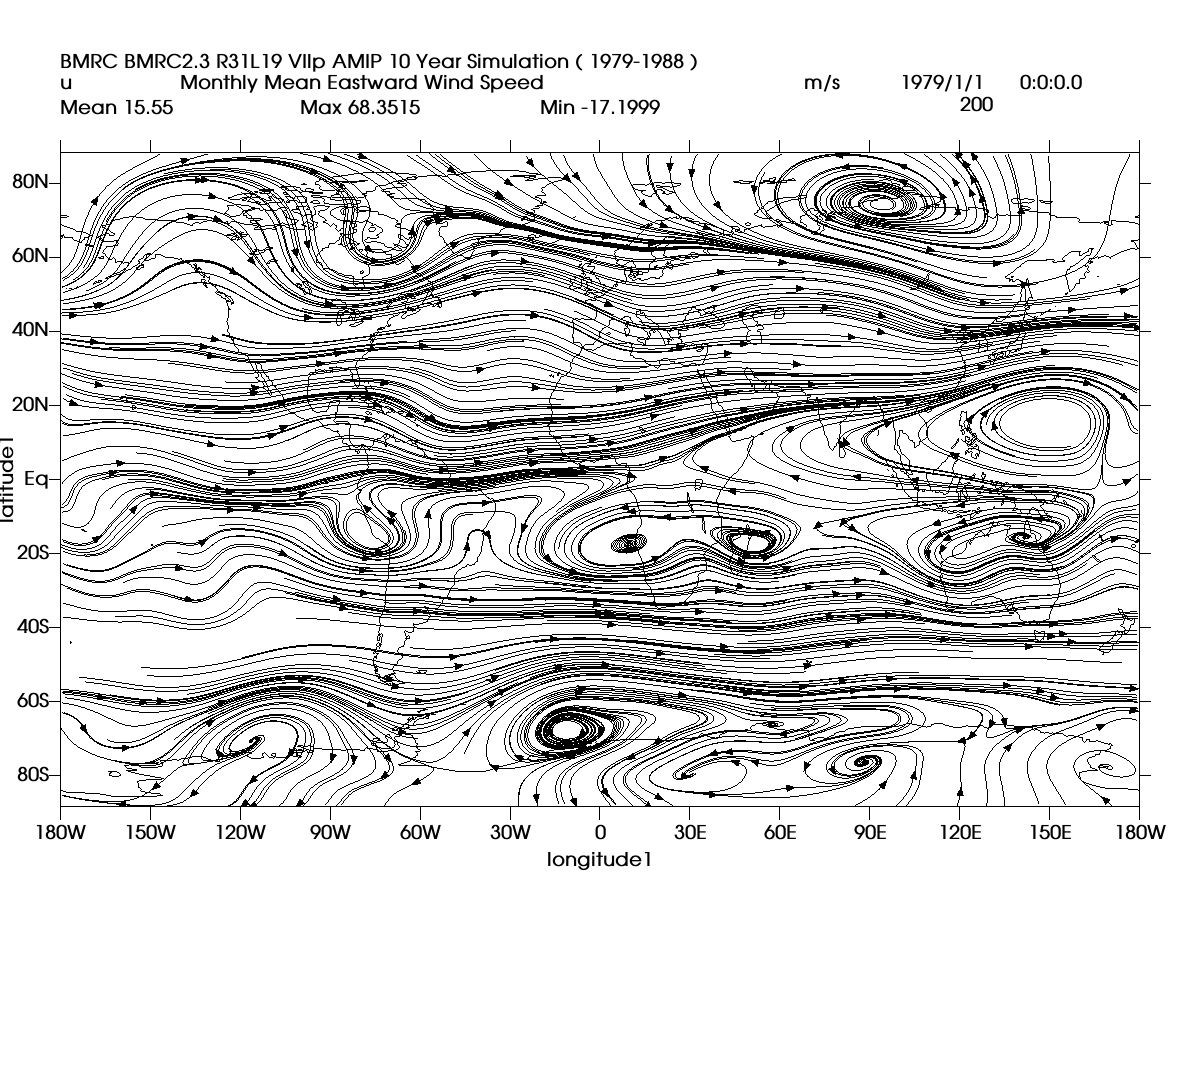 BMRC BMRC2.3 R31L19 VIIp AMIP 10 Year Simulation ( 1979-1988 )
u Monthly Mean Eastward Wind Speed m/s 1979/1/1 0:0:0.0
Mean 15.55 Max 68.3515 Min -17.1999 200
80N
60N
40N
20N
Eq
20S
40S
60S
80S
latitude1
180W 150W 120W 90W 60W 30W 0 30E 60E 90E 120E 150E 180W
longitude1